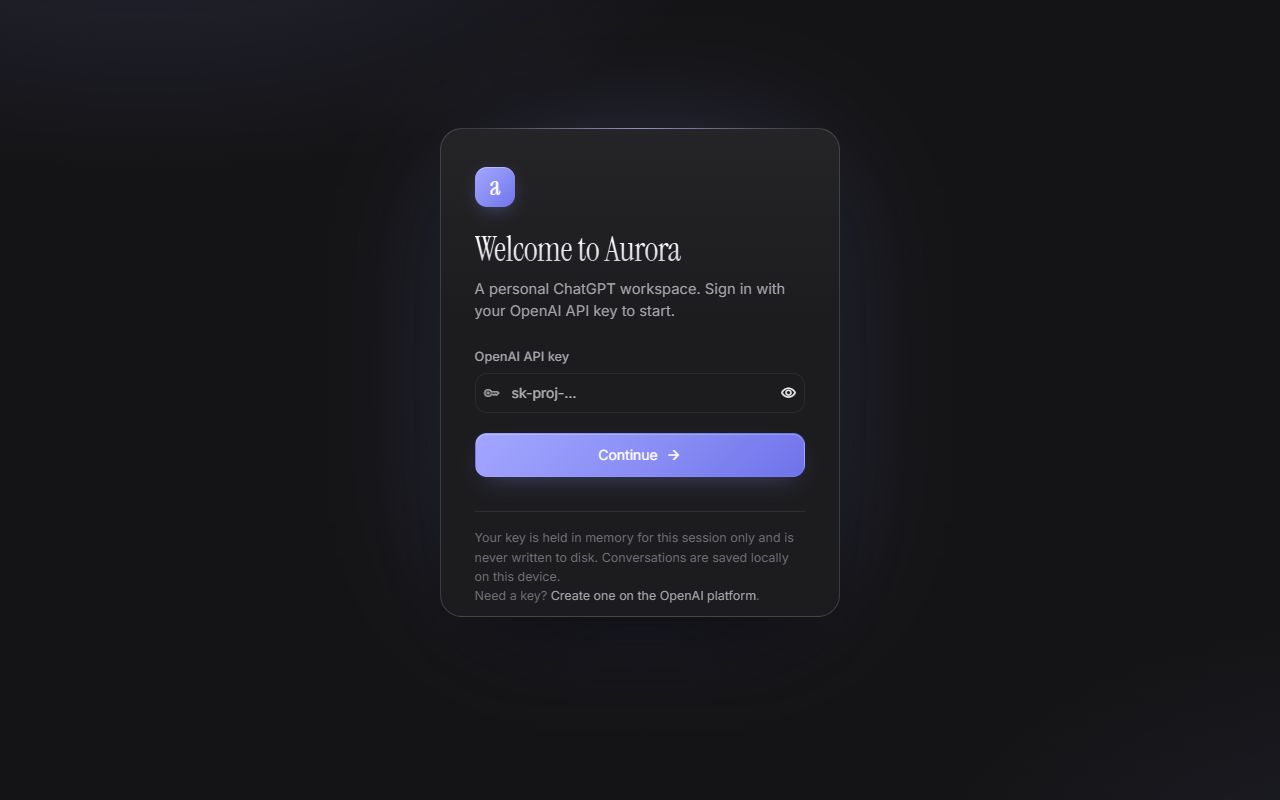 a
Welcome to Aurora
A personal ChatGPT workspace. Sign in with
your OpenAI API key to start.
OpenAI API key
sk-proj-...
Continue →
Your key is held in memory for this session only and is
never written to disk. Conversations are saved locally
on this device.
Need a key? Create one on the OpenAI platform.